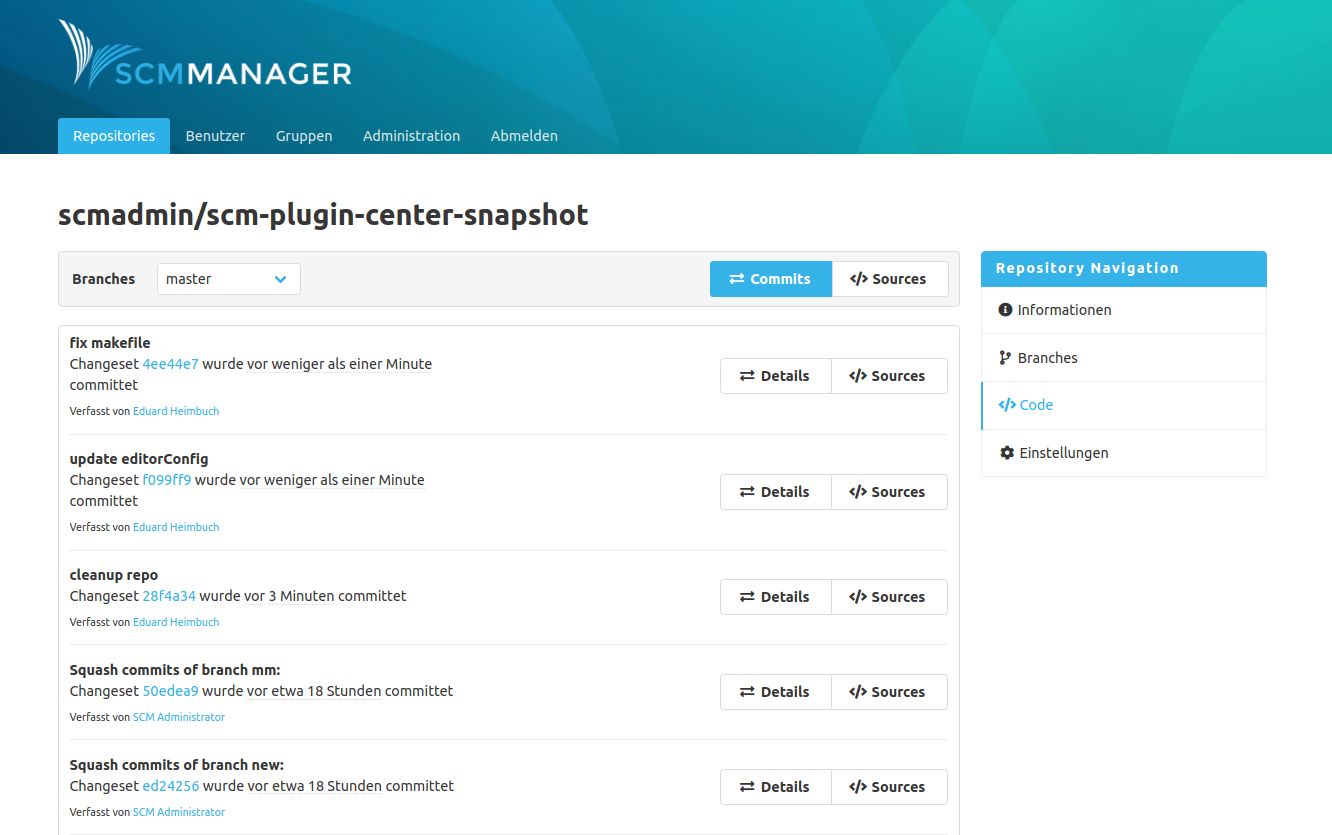 SCMMANAGER
Repositories Benutzer Gruppen Administration Abmelden
scmadmin/scm-plugin-center-snapshot
Branches master Commits Sources
fix makefile
Changeset 4ee44e7 wurde vor weniger als einer Minute
committet
Verfasst von Eduard Heimbuch
Details Sources
update editorConfig
Changeset f099ff9 wurde vor weniger als einer Minute
committet
Verfasst von Eduard Heimbuch
Details Sources
cleanup repo
Changeset 28f4a34 wurde vor 3 Minuten committet
Verfasst von Eduard Heimbuch
Details Sources
Squash commits of branch mm:
Changeset 50edea9 wurde vor etwa 18 Stunden committet
Verfasst von SCM Administrator
Details Sources
Squash commits of branch new:
Changeset ed24256 wurde vor etwa 18 Stunden committet
Verfasst von SCM Administrator
Details Sources
Repository Navigation
Informationen
Branches
Code
Einstellungen